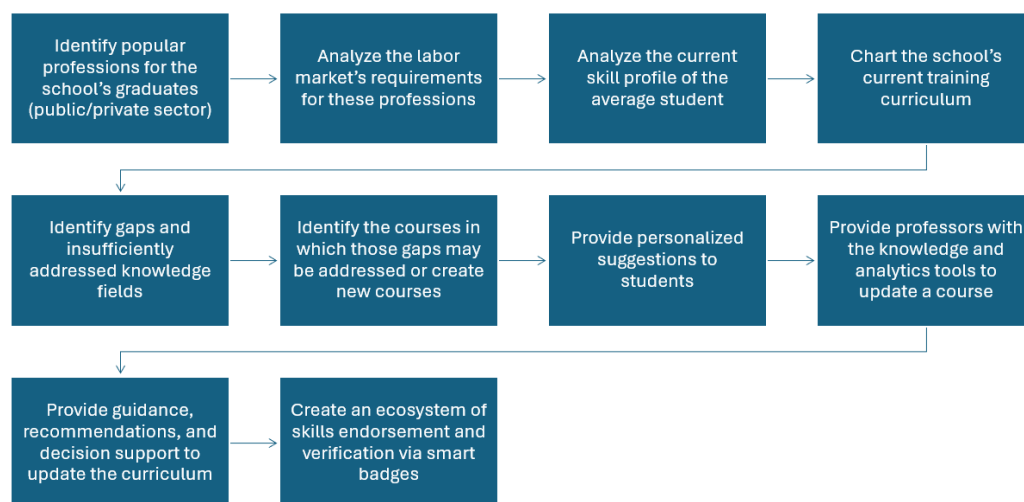 Identify popular
professions for the
school's graduates
(public/private sector)
Analyze the labor
market's requirements
for these professions
Analyze the current
skill profile of the
average student
Chart the school's
current training
curriculum
Identify gaps and
insufficiently
addressed knowledge
fields
Identify the courses in
which those gaps may
be addressed or create
new courses
Provide personalized
suggestions to
students
Provide professors with
the knowledge and
analytics tools to
update a course
Provide guidance,
recommendations, and
decision support to
update the curriculum
Create an ecosystem of
skills endorsement and
verification via smart
badges